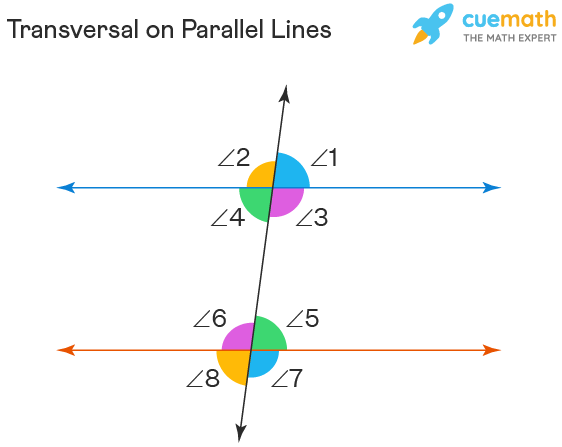 Transversal on Parallel Lines
cuemath
THE MATH EXPERT
∠2 ∠1
∠4 ∠3
∠6 ∠5
∠8 ∠7